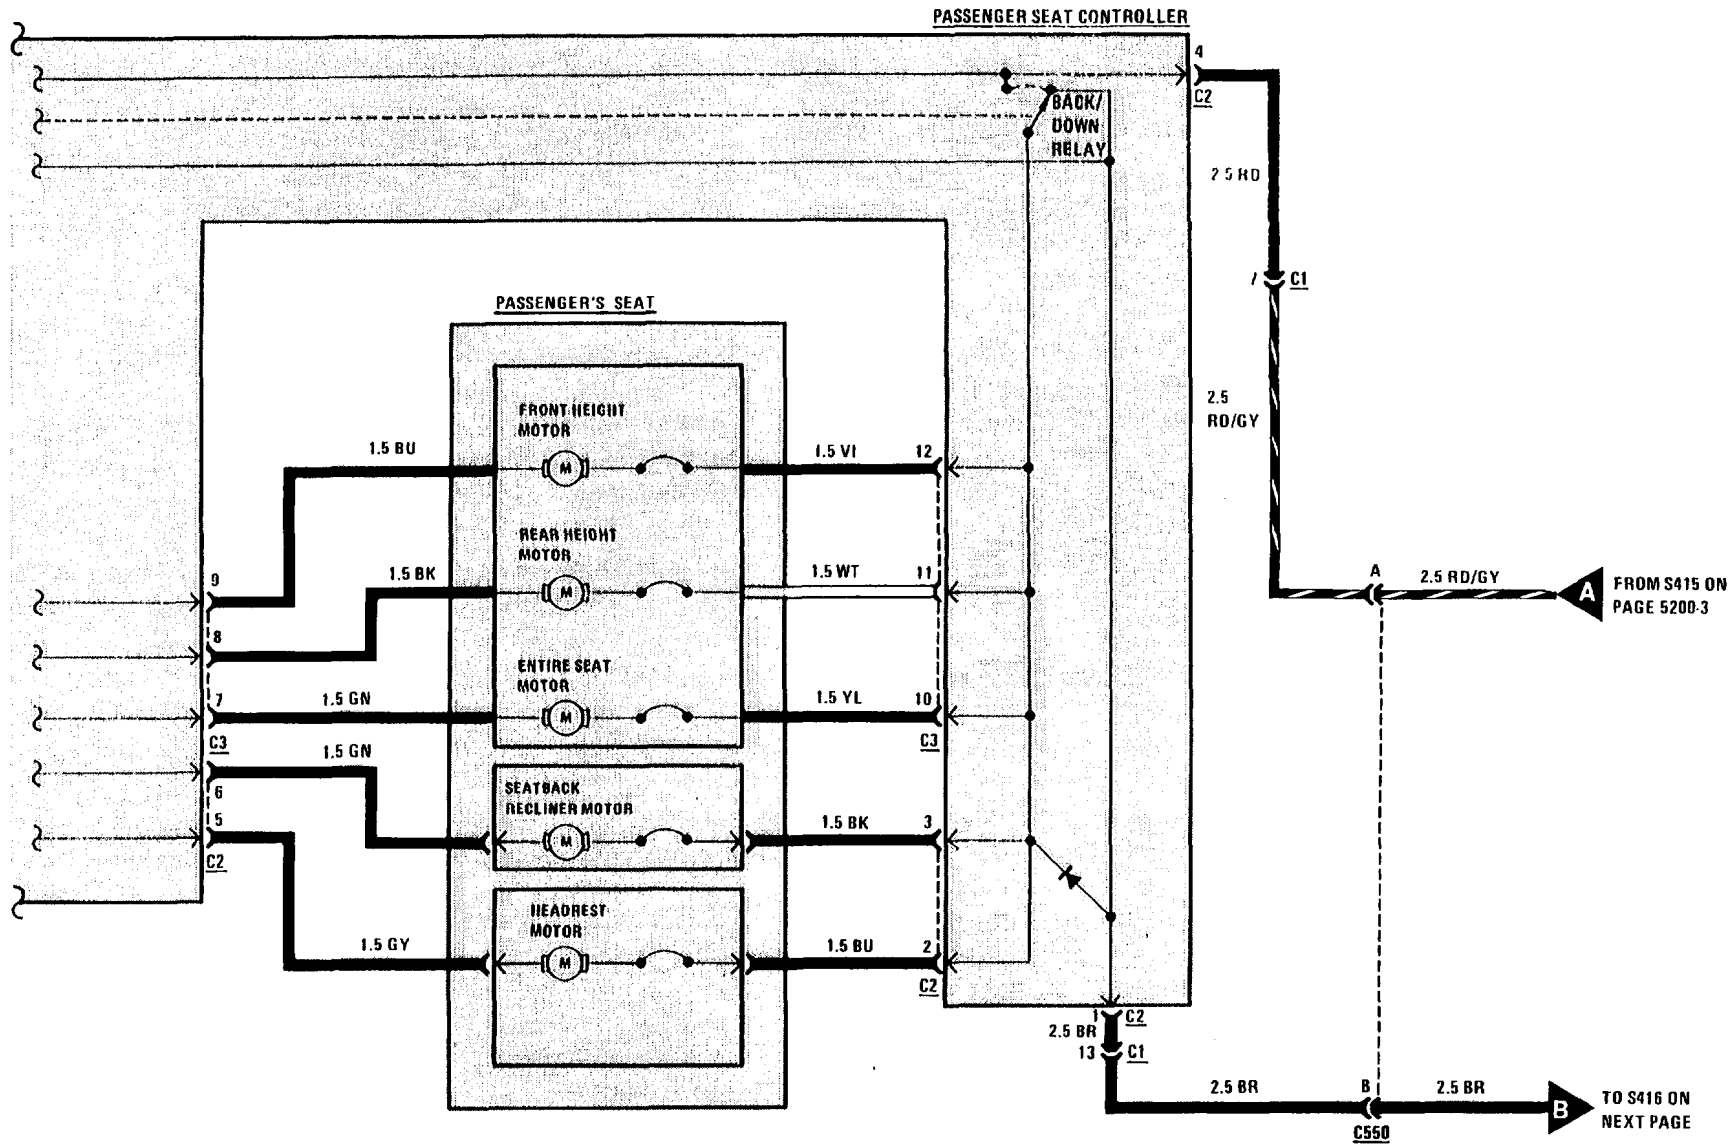 PASSENGER SEAT CONTROLLER
4
C2
BACK/
DOWN
RELAY
2 5 RD
7 C1
PASSENGER'S SEAT
2.5
RD/GY
FRONT HEIGHT
MOTOR
1.5 BU
M
1.5 VI
12
REAR HEIGHT
MOTOR
9
1.5 BK
M
1.5 WT
11
A
2.5 RD/GY
A
FROM S415 ON
PAGE 5200-3
8
ENTIRE SEAT
MOTOR
7
1.5 GN
M
1.5 YL
10
C3
C3
1.5 GN
6
SEATBACK
RECLINER MOTOR
5
M
1.5 BK
3
C2
HEADREST
MOTOR
1.5 GY
M
1.5 BU
2
C2
1 C2
2.5 BR
13 C1
2.5 BR
B
2.5 BR
B
TO S416 ON
NEXT PAGE
C550